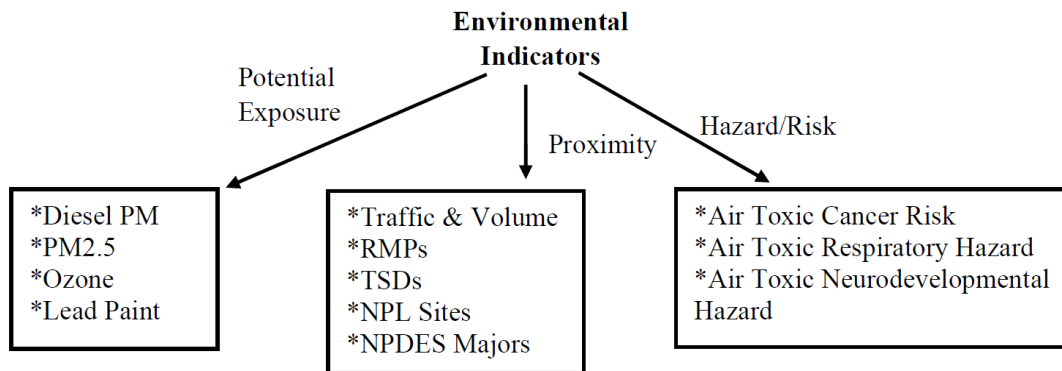 Environmental
Indicators
Potential
Exposure
Proximity
Hazard/Risk
*Diesel PM
*PM2.5
*Ozone
*Lead Paint
*Traffic & Volume
*RMPs
*TSDs
*NPL Sites
*NPDES Majors
*Air Toxic Cancer Risk
*Air Toxic Respiratory Hazard
*Air Toxic Neurodevelopmental
Hazard